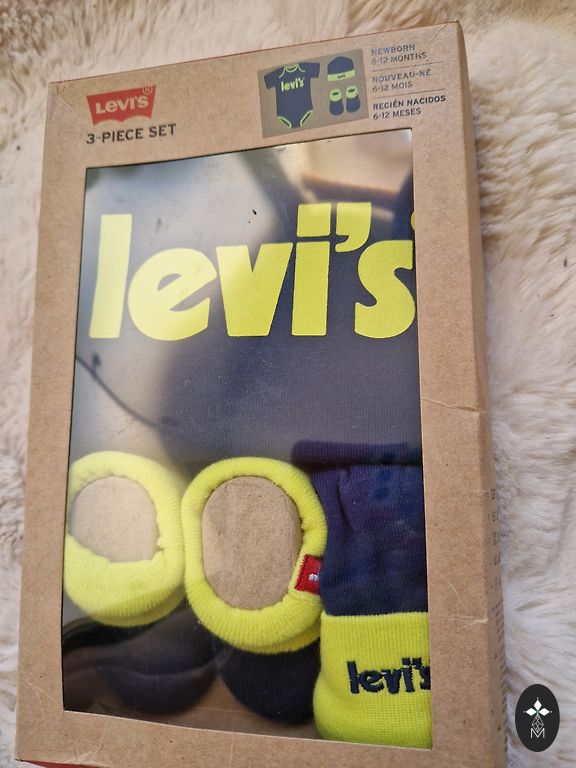 LEVI'S®
3-PIECE SET
levi's
NEWBORN
6-12 MONTHS
NOUVEAU-NÉ
6-12 MOIS
RECIÉN NACIDOS
6-12 MESES
levi's
levi's
M